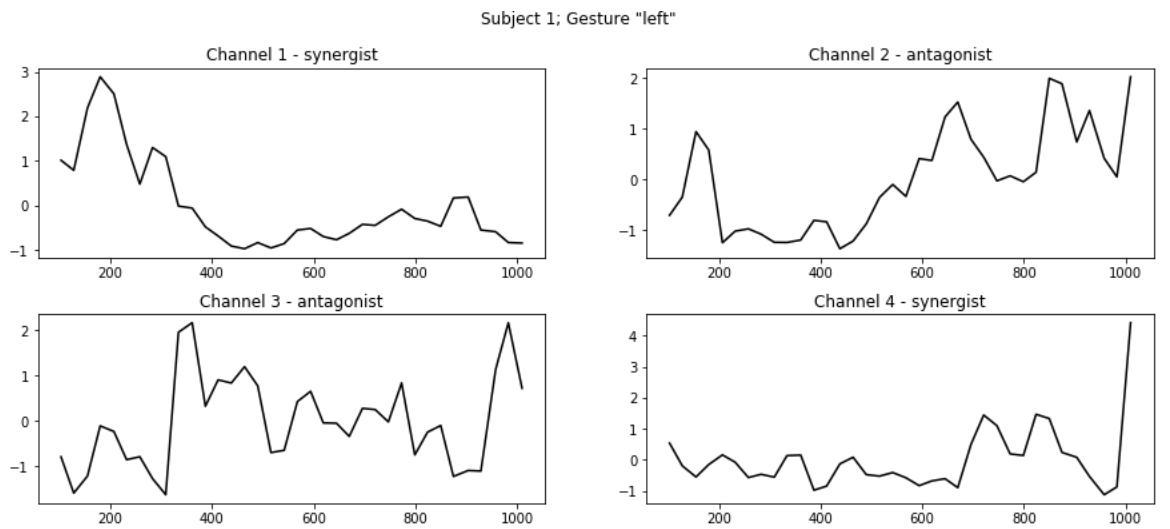 Subject 1; Gesture "left"
Channel 1 - synergist
3
2
1
0
−1
200 400 600 800 1000
Channel 2 - antagonist
2
1
0
−1
200 400 600 800 1000
Channel 3 - antagonist
2
1
0
−1
200 400 600 800 1000
Channel 4 - synergist
4
3
2
1
0
−1
200 400 600 800 1000